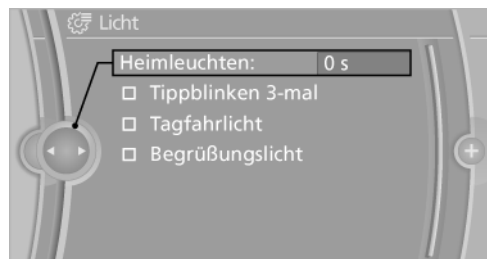 Licht
Heimleuchten: 0 s
Tippblinken 3-mal
Tagfahrlicht
Begrüßungslicht